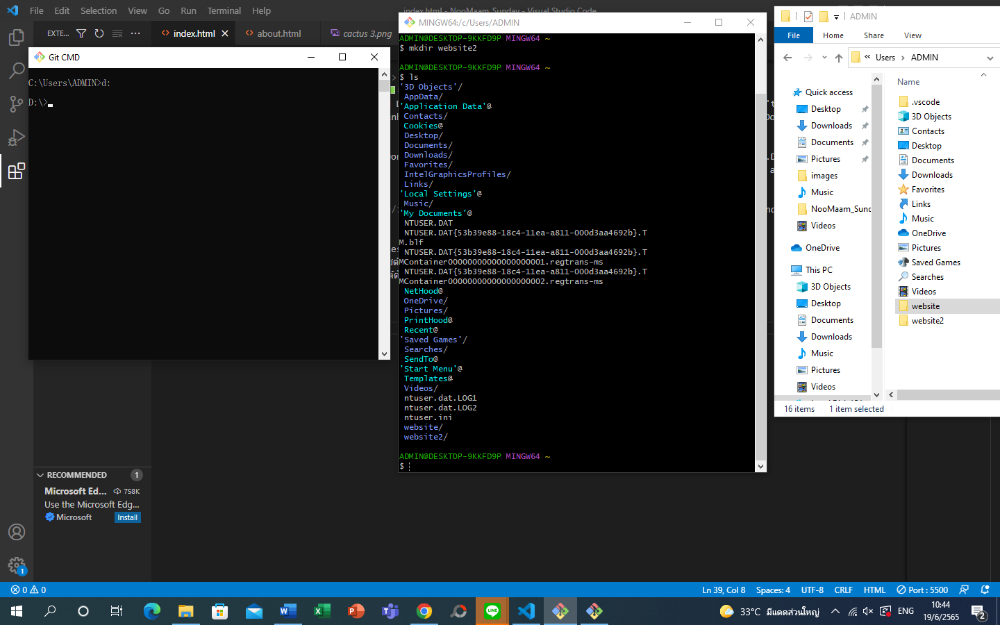 File Edit Selection View Go Run Terminal Help
index.html - NooMaam_Sunday - Visual Studio Code
EXTE...
index.html
about.html
cactus 3.png
Git CMD
C:\Users\ADMIN>d:
D:\>
RECOMMENDED 1
Microsoft Ed... 758K
Use the Microsoft Edg...
Microsoft Install
1
MINGW64:/c/Users/ADMIN
ADMIN@DESKTOP-9KKFD9P MINGW64 ~
$ mkdir website2
ADMIN@DESKTOP-9KKFD9P MINGW64 ~
$ ls
'3D Objects'/
AppData/
'Application Data'@
Contacts/
Cookies@
Desktop/
Documents/
Downloads/
Favorites/
IntelGraphicsProfiles/
Links/
'Local Settings'@
Music/
'My Documents'@
NTUSER.DAT
NTUSER.DAT{53b39e88-18c4-11ea-a811-000d3aa4692b}.T
M.blf
NTUSER.DAT{53b39e88-18c4-11ea-a811-000d3aa4692b}.T
MContainer00000000000000000001.regtrans-ms
NTUSER.DAT{53b39e88-18c4-11ea-a811-000d3aa4692b}.T
MContainer00000000000000000002.regtrans-ms
NetHood@
OneDrive/
Pictures/
PrintHood@
Recent@
'Saved Games'/
Searches/
SendTo@
'Start Menu'@
Templates@
Videos/
ntuser.dat.LOG1
ntuser.dat.LOG2
ntuser.ini
website/
website2/
ADMIN@DESKTOP-9KKFD9P MINGW64 ~
$
ADMIN
File Home Share View
« Users > ADMIN
Quick access
Desktop
Downloads
Documents
Pictures
images
Music
NooMaam_Sund
Videos
OneDrive
This PC
3D Objects
Desktop
Documents
Downloads
Music
Pictures
Videos
Name
.vscode
3D Objects
Contacts
Desktop
Documents
Downloads
Favorites
Links
Music
OneDrive
Pictures
Saved Games
Searches
Videos
website
website2
16 items 1 item selected
0 0
Ln 39, Col 8 Spaces: 4 UTF-8 CRLF HTML Port : 5500
33°C มีแดดส่วนใหญ่ ENG
10:44
19/6/2565
2